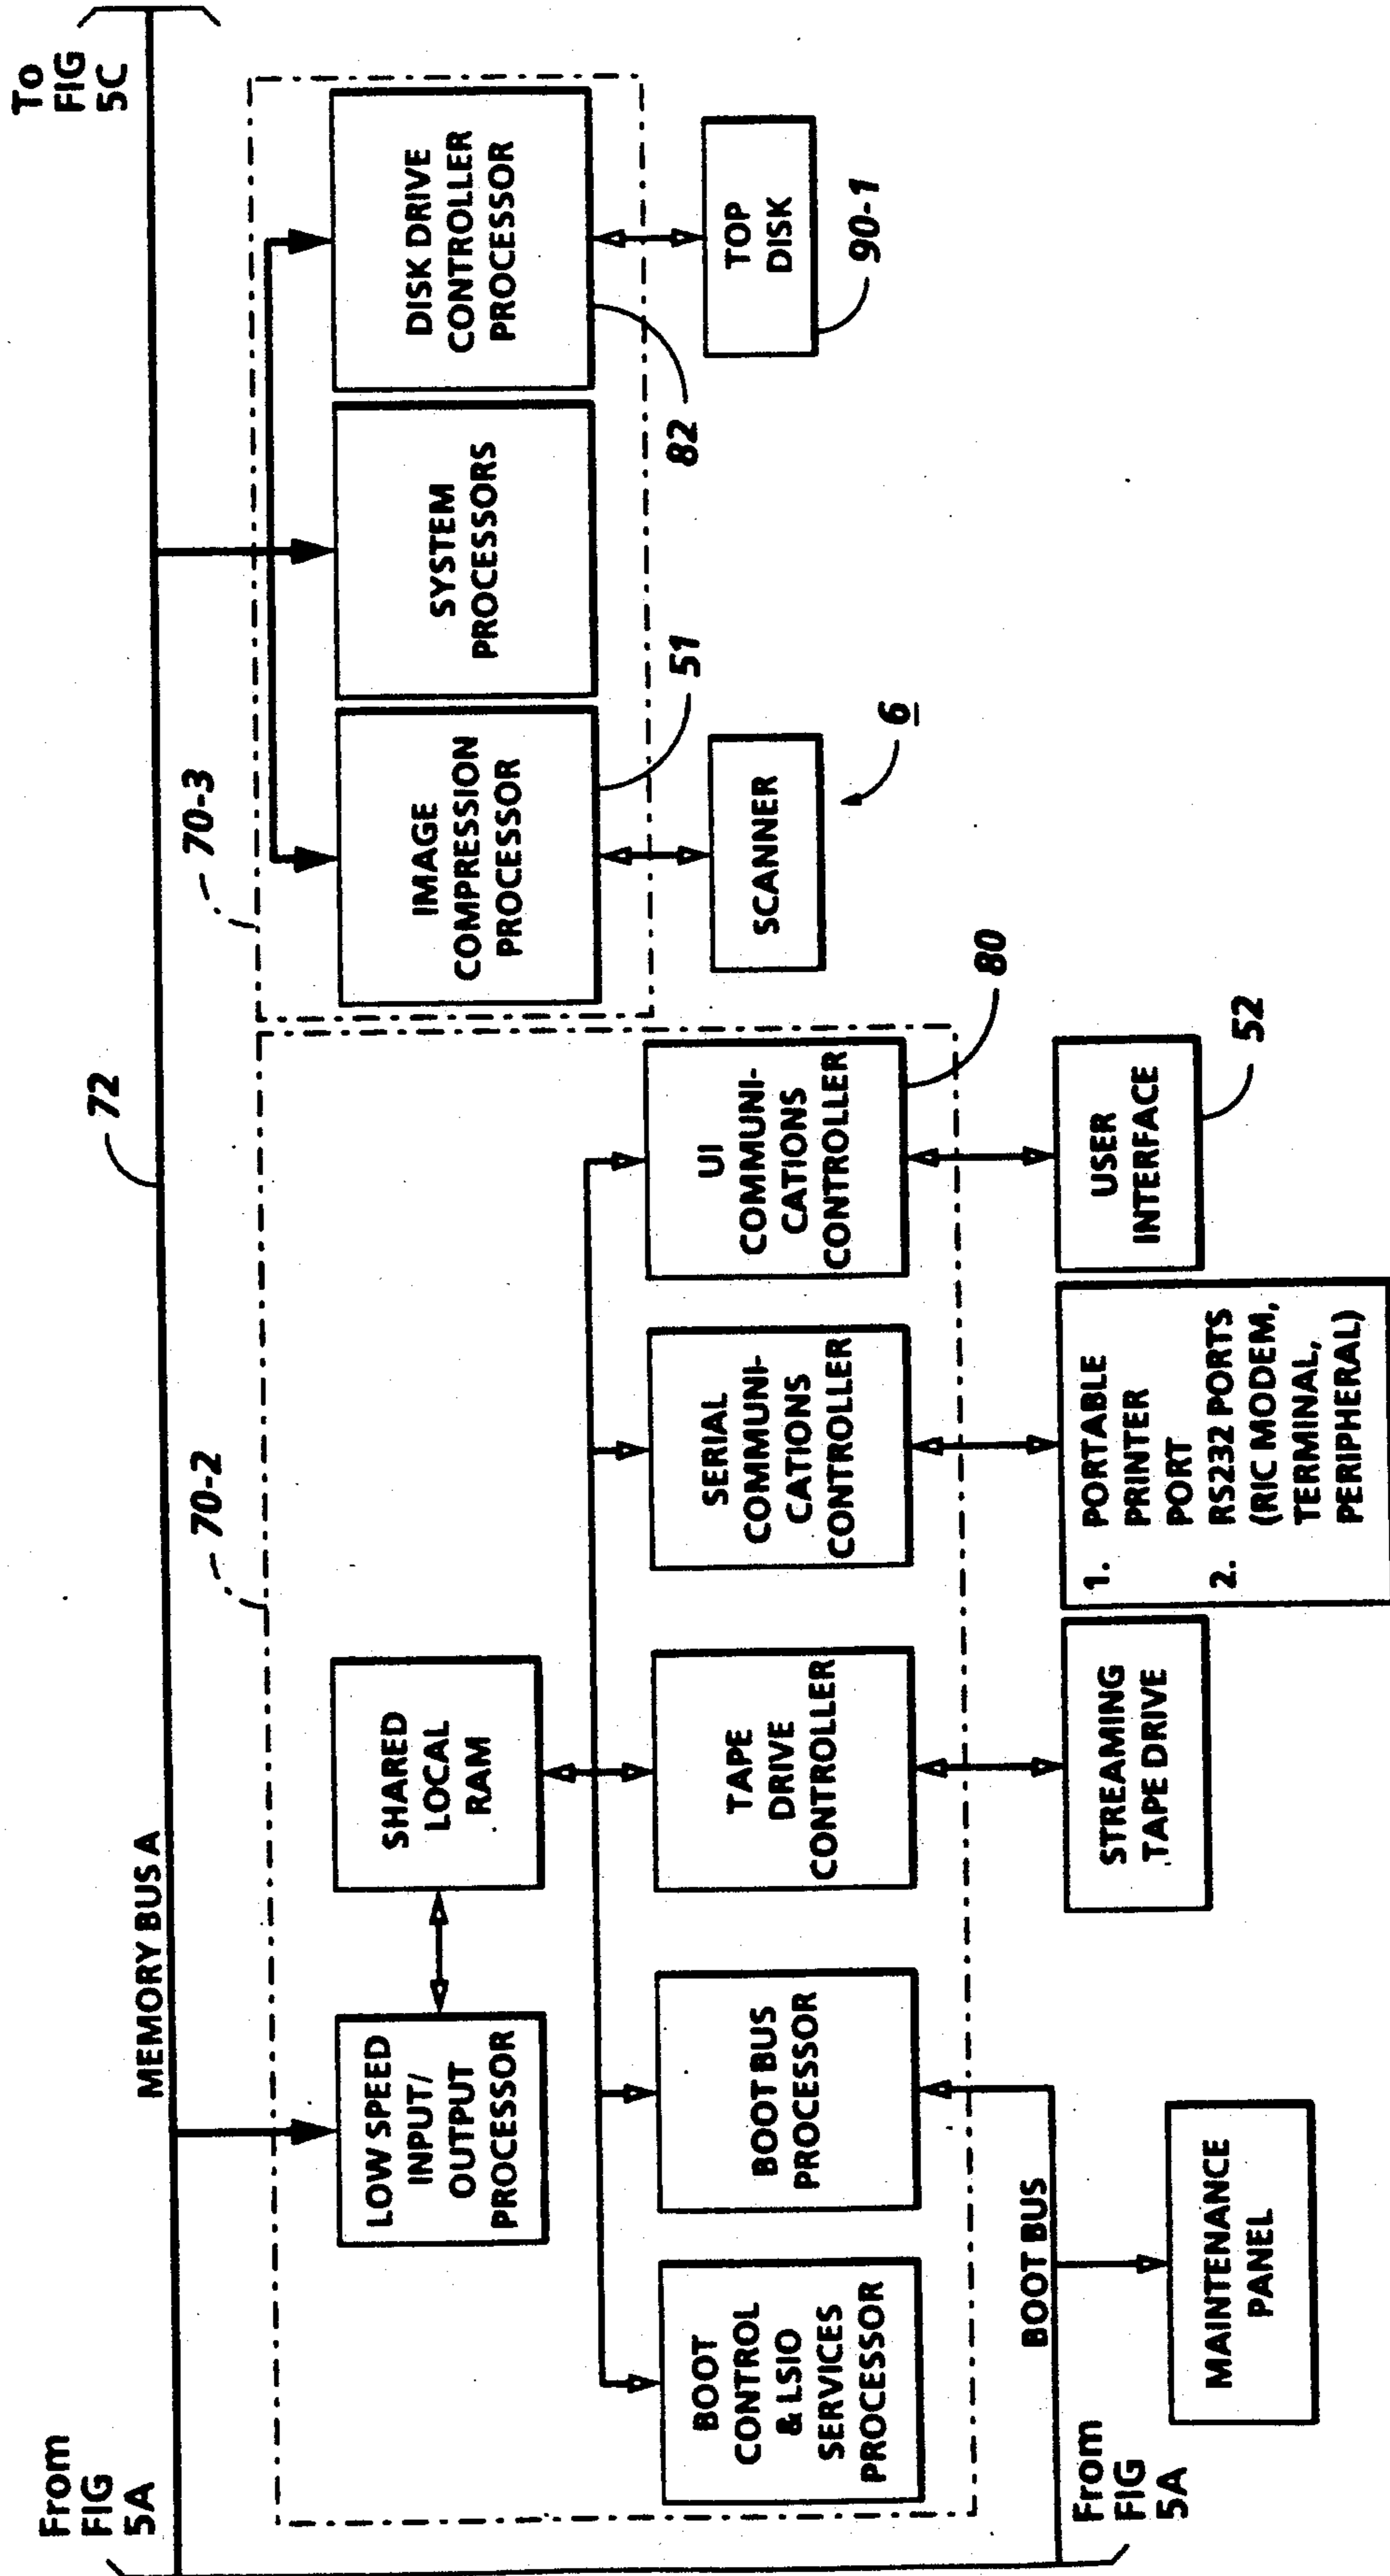 From
FIG
5A
To
FIG
5C
MEMORY BUS A
72
70-2
70-3
LOW SPEED
INPUT/
OUTPUT
PROCESSOR
SHARED
LOCAL
RAM
IMAGE
COMPRESSION
PROCESSOR
SYSTEM
PROCESSORS
DISK DRIVE
CONTROLLER
PROCESSOR
51
82
BOOT
CONTROL
& LSIO
SERVICES
PROCESSOR
BOOT BUS
PROCESSOR
TAPE
DRIVE
CONTROLLER
SERIAL
COMMUNI-
CATIONS
CONTROLLER
UI
COMMUNI-
CATIONS
CONTROLLER
80
SCANNER
6
TOP
DISK
90-1
BOOT BUS
From
FIG
5A
MAINTENANCE
PANEL
STREAMING
TAPE DRIVE
1. PORTABLE
PRINTER
PORT
2. RS232 PORTS
(RIC MODEM,
TERMINAL,
PERIPHERAL)
USER
INTERFACE
52